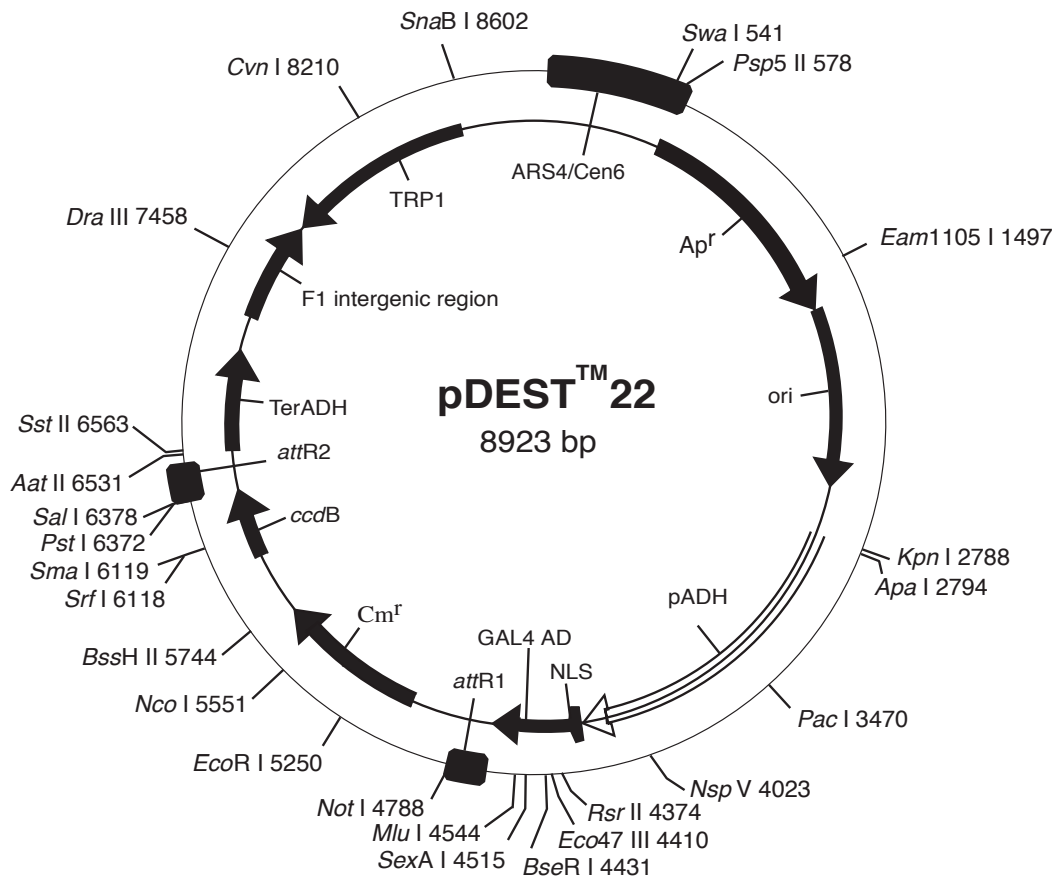 SnaB I 8602
Swa I 541
Psp5 II 578
Cvn I 8210
ARS4/Cen6
TRP1
Dra III 7458
Apr
Eam1105 I 1497
F1 intergenic region
pDEST™22
8923 bp
ori
TerADH
Sst II 6563
attR2
Aat II 6531
Sal I 6378
ccdB
Pst I 6372
Sma I 6119
Srf I 6118
Kpn I 2788
Apa I 2794
pADH
Cmr
GAL4 AD
BssH II 5744
attR1
NLS
Nco I 5551
Pac I 3470
EcoR I 5250
Nsp V 4023
Not I 4788
Rsr II 4374
Mlu I 4544
Eco47 III 4410
SexA I 4515
BseR I 4431